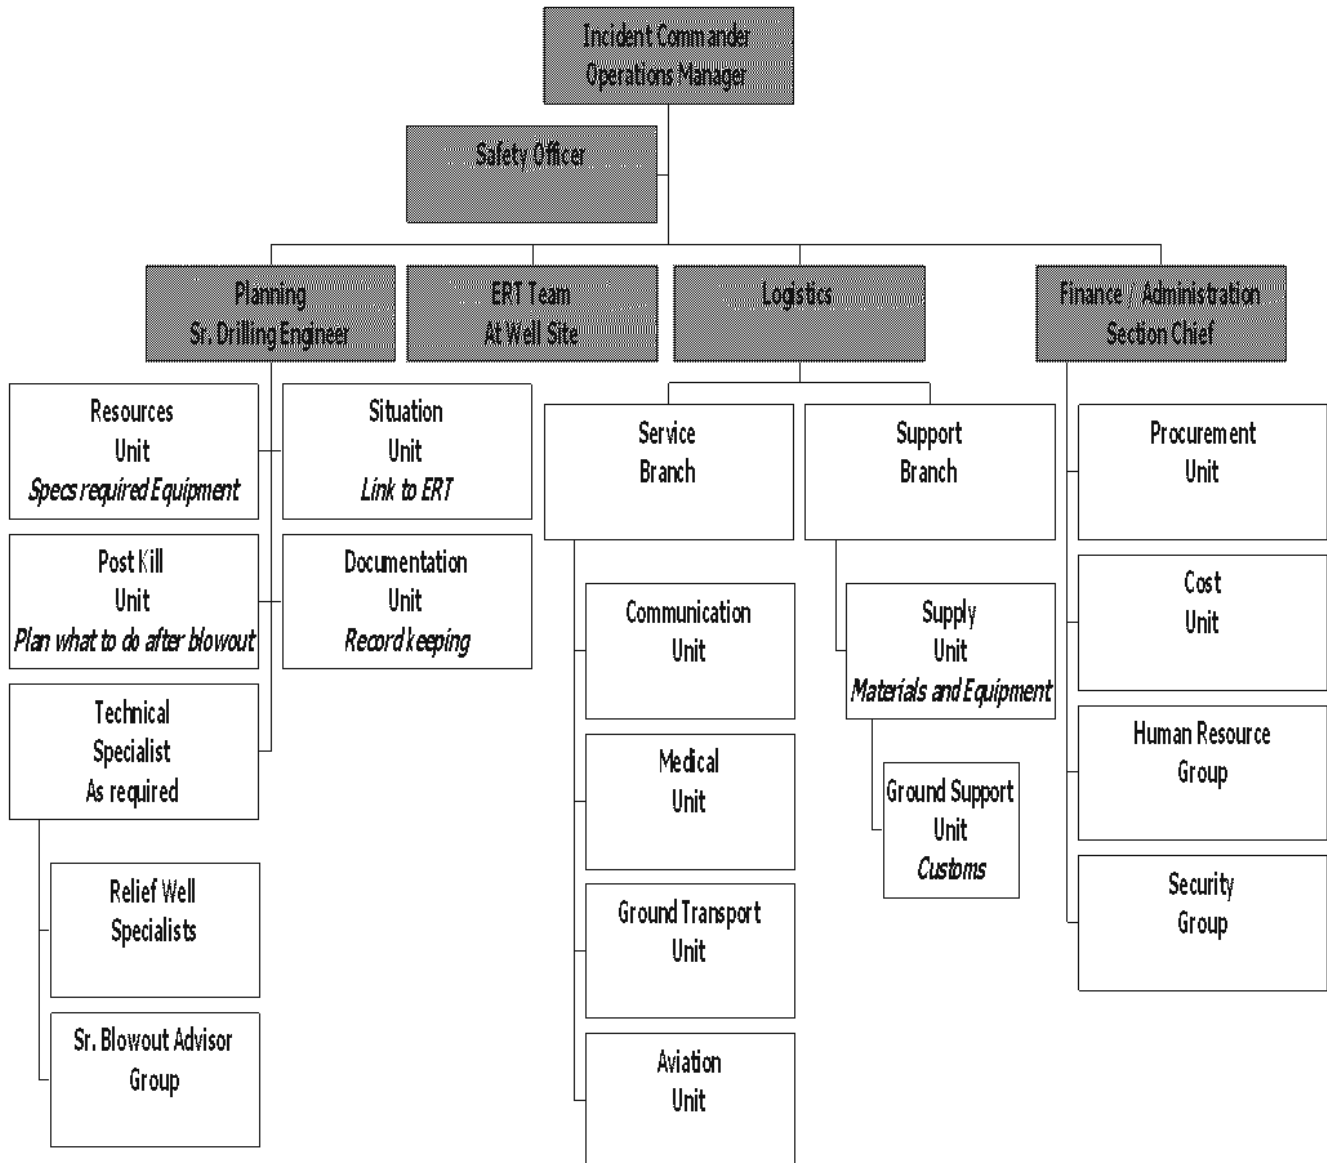 Incident Commander
Operations Manager
Safety Officer
Planning
Sr. Drilling Engineer
ERT Team
At Well Site
Logistics
Finance / Administration
Section Chief
Resources
Unit
Specs required Equipment
Situation
Unit
Link to ERT
Post Kill
Unit
Plan what to do after blowout
Documentation
Unit
Record keeping
Technical
Specialist
As required
Relief Well
Specialists
Sr. Blowout Advisor
Group
Service
Branch
Communication
Unit
Medical
Unit
Ground Transport
Unit
Aviation
Unit
Support
Branch
Supply
Unit
Materials and Equipment
Ground Support
Unit
Customs
Procurement
Unit
Cost
Unit
Human Resource
Group
Security
Group